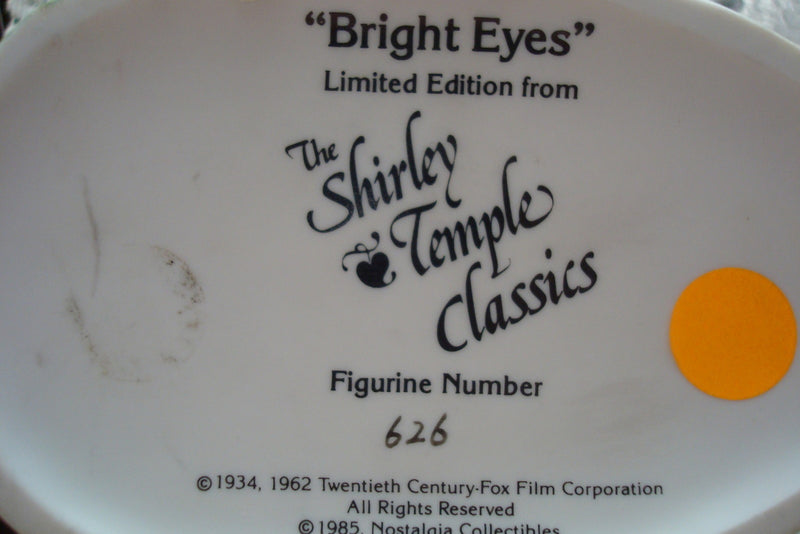 "Bright Eyes"
Limited Edition from
The
Shirley
Temple
Classics
Figurine Number
626
©1934, 1962 Twentieth Century-Fox Film Corporation
All Rights Reserved
©1985, Nostalgia Collectibles